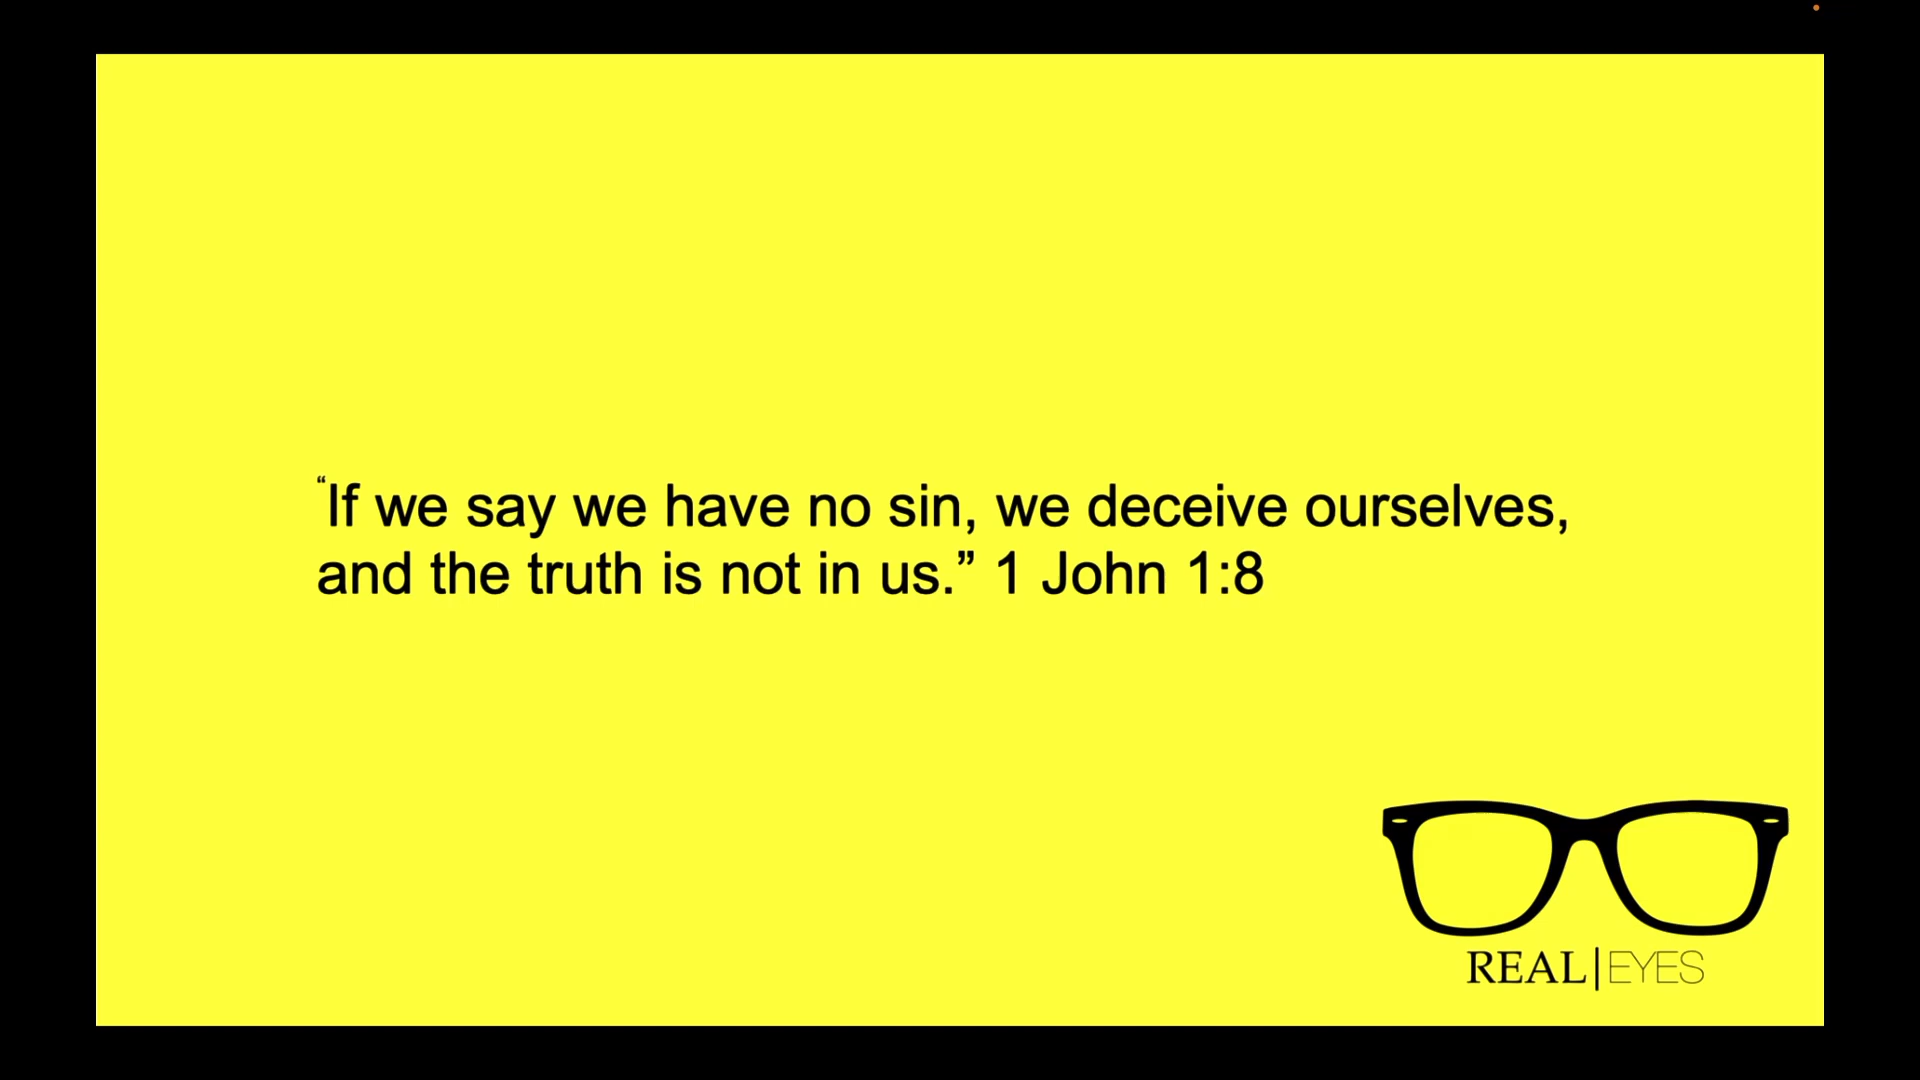 “If we say we have no sin, we deceive ourselves,
and the truth is not in us.” 1 John 1:8
REAL|EYES